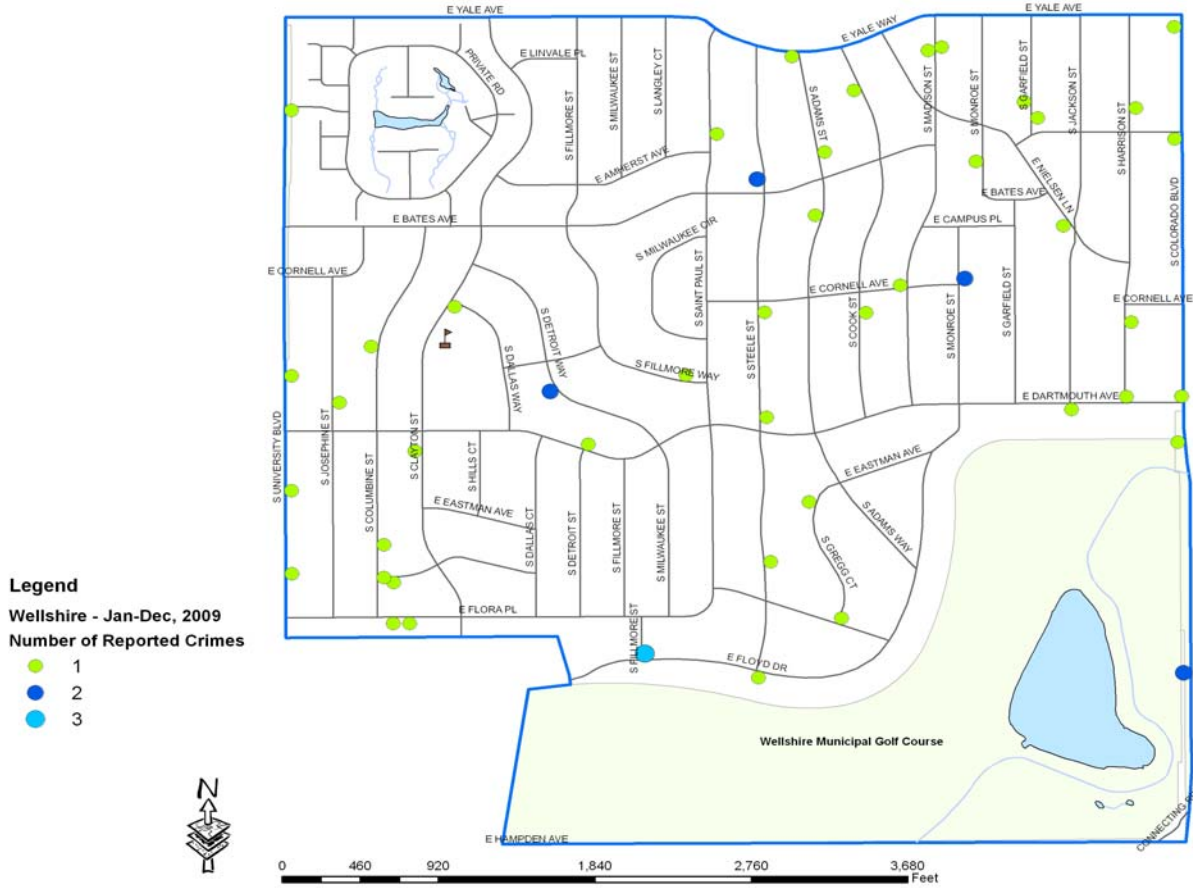 E YALE AVE
E YALE AVE
E YALE WAY
E LINVALE PL
PRIVATE RD
S FILLMORE ST
S MILWAUKEE ST
S LANGLEY CT
S ADAMS ST
S MADISON ST
S MONROE ST
S GARFIELD ST
S JACKSON ST
S HARRISON ST
E AMHERST AVE
E NIELSEN LN
E BATES AVE
S COLORADO BLVD
E BATES AVE
E CAMPUS PL
S MILWAUKEE CIR
E CORNELL AVE
S SAINT PAUL ST
E CORNELL AVE
E CORNELL AVE
S DETROIT WAY
S STEELE ST
S COOK ST
S MONROE ST
S GARFIELD ST
S DALLAS WAY
S FILLMORE WAY
E DARTMOUTH AVE
S UNIVERSITY BLVD
S JOSEPHINE ST
S COLUMBINE ST
S CLAYTON ST
S HILLS CT
E EASTMAN AVE
E EASTMAN AVE
S DALLAS CT
S DETROIT ST
S FILLMORE ST
S MILWAUKEE ST
S ADAMS WAY
S GREGG CT
E FLORA PL
S FILLMORE ST
E FLOYD DR
Wellshire Municipal Golf Course
E HAMPDEN AVE
Legend
Wellshire - Jan-Dec, 2009
Number of Reported Crimes
1
2
3
N
0 460 920 1,840 2,760 3,680
Feet
CONNECTING